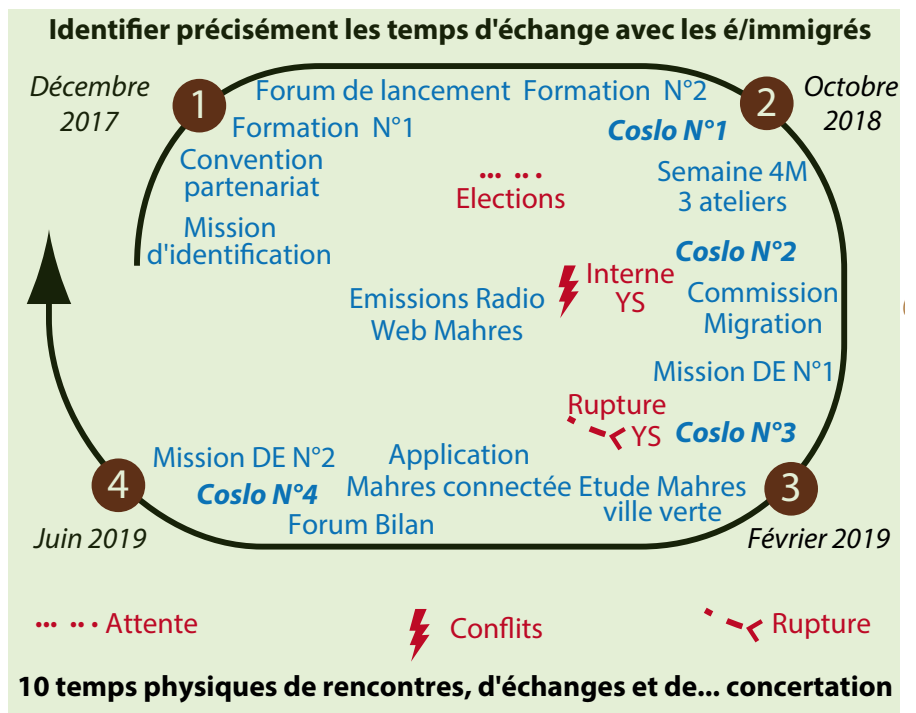 Identifier précisément les temps d'échange avec les é/immigrés
Décembre
2017
1
Forum de lancement
Formation N°2
2
Octobre
2018
Formation N°1
Coslo N°1
Convention
partenariat
Elections
Semaine 4M
3 ateliers
Mission
d'identification
Coslo N°2
Interne
YS
Emissions Radio
Web Mahres
Commission
Migration
Mission DE N°1
Rupture
YS
Coslo N°3
Mission DE N°2
Application
Mahres connectée
Etude Mahres
ville verte
4
Coslo N°4
3
Forum Bilan
Juin 2019
Février 2019
Attente
Conflits
Rupture
10 temps physiques de rencontres, d'échanges et de... concertation